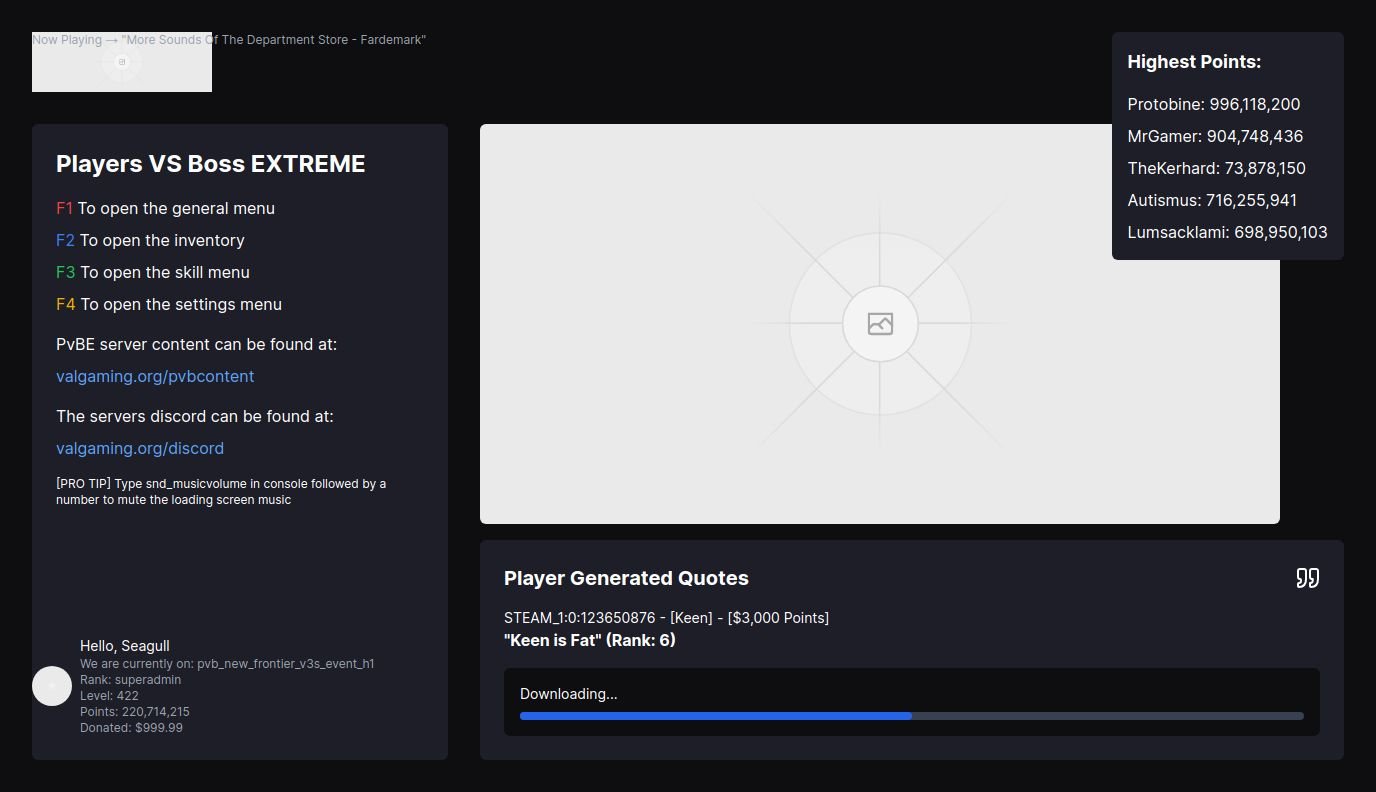 Now Playing → "More Sounds Of The Department Store - Fardemark"
Highest Points:
Protobine: 996,118,200
MrGamer: 904,748,436
TheKerhard: 73,878,150
Autismus: 716,255,941
Lumsacklami: 698,950,103
Players VS Boss EXTREME
F1 To open the general menu
F2 To open the inventory
F3 To open the skill menu
F4 To open the settings menu
PvBE server content can be found at:
valgaming.org/pvbcontent
The servers discord can be found at:
valgaming.org/discord
[PRO TIP] Type snd_musicvolume in console followed by a
number to mute the loading screen music
Hello, Seagull
We are currently on: pvb_new_frontier_v3s_event_h1
Rank: superadmin
Level: 422
Points: 220,714,215
Donated: $999.99
Player Generated Quotes
STEAM_1:0:123650876 - [Keen] - [$3,000 Points]
"Keen is Fat" (Rank: 6)
Downloading...